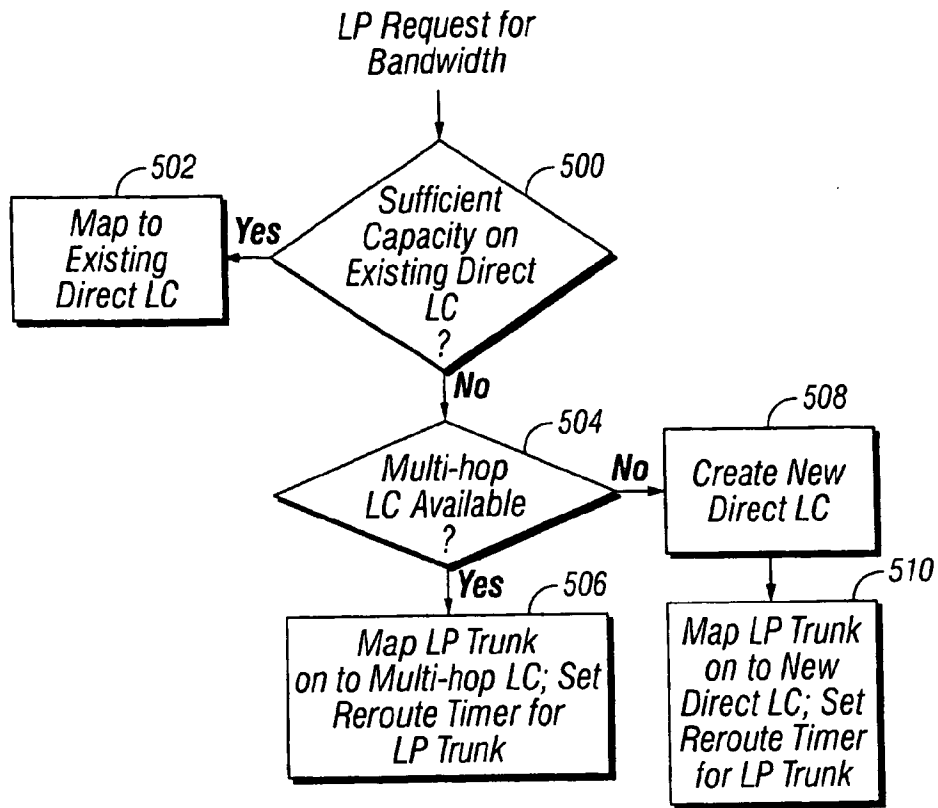 LP Request for
Bandwidth
500
Sufficient
Capacity on
Existing Direct
LC
?
502
Map to
Existing
Direct LC
Yes
No
504
Multi-hop
LC Available
?
No
508
Create New
Direct LC
Yes
506
Map LP Trunk
on to Multi-hop LC; Set
Reroute Timer for
LP Trunk
510
Map LP Trunk
on to New
Direct LC; Set
Reroute Timer
for LP Trunk